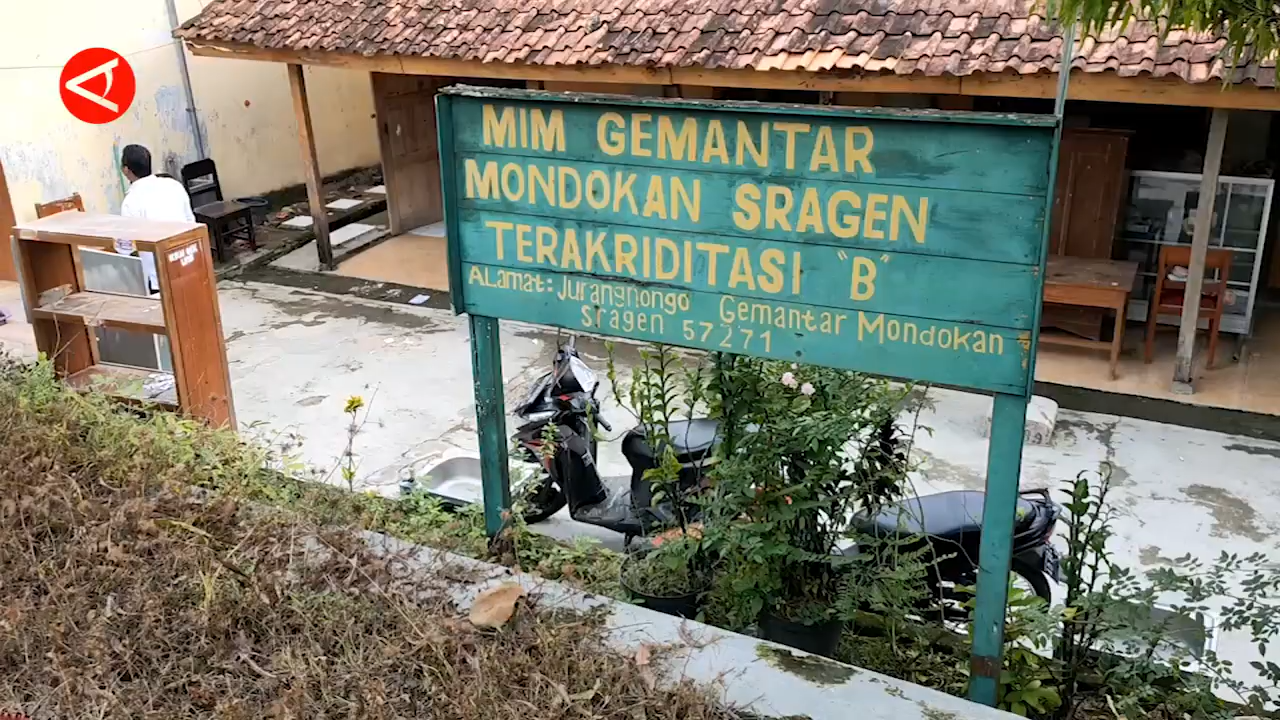 MIM GEMANTAR
MONDOKAN SRAGEN
TERAKRIDITASI "B"
ALamat: Jurangnongo Gemantar Mondokan
sragen 57271